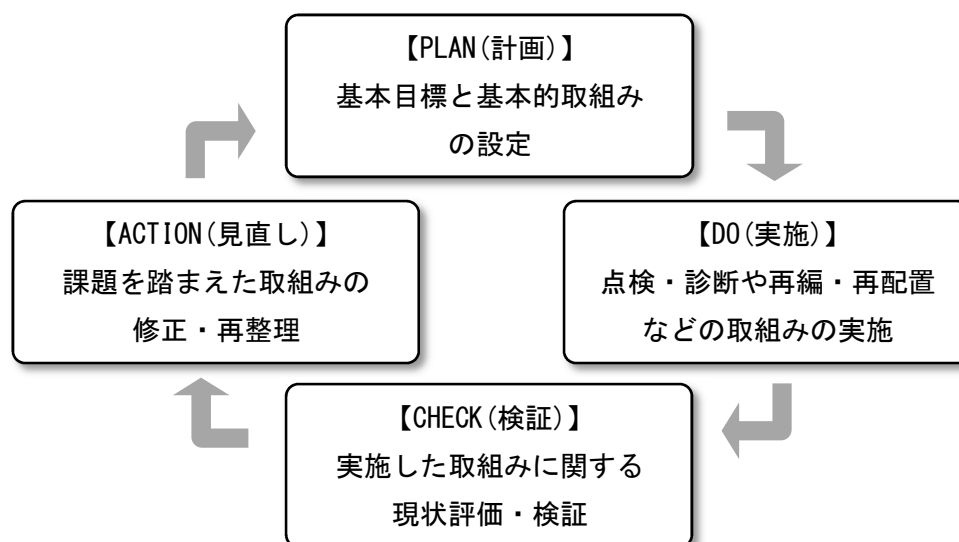 【PLAN(計画)】
基本目標と基本的取組み
の設定
【DO(実施)】
点検・診断や再編・再配置
などの取組みの実施
【CHECK(検証)】
実施した取組みに関する
現状評価・検証
【ACTION(見直し)】
課題を踏まえた取組みの
修正・再整理